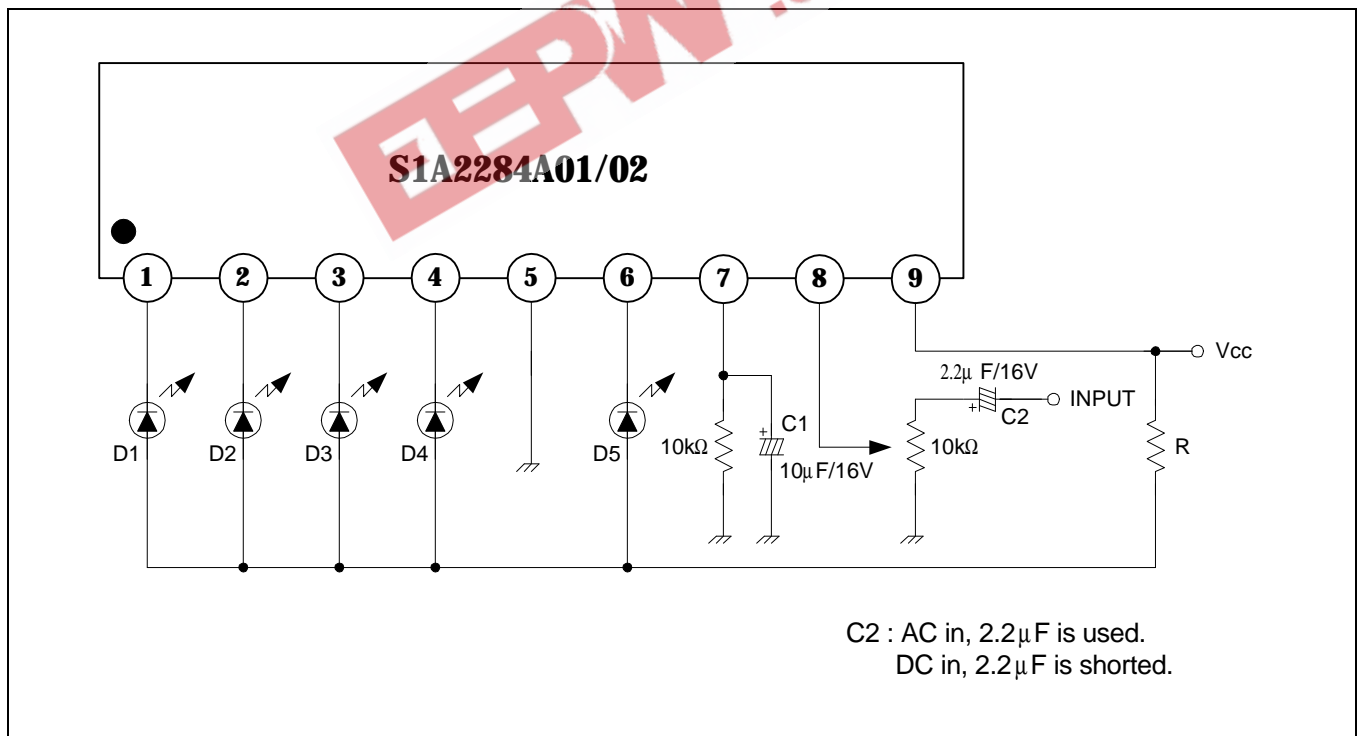 EEPW
S1A2284A01/02
1 2 3 4 5 6 7 8 9
Vcc
2.2μ F/16V
INPUT
C2
C1
D1 D2 D3 D4 D5 10kΩ 10kΩ R
10μ F/16V
C2 : AC in, 2.2μF is used.
DC in, 2.2μF is shorted.